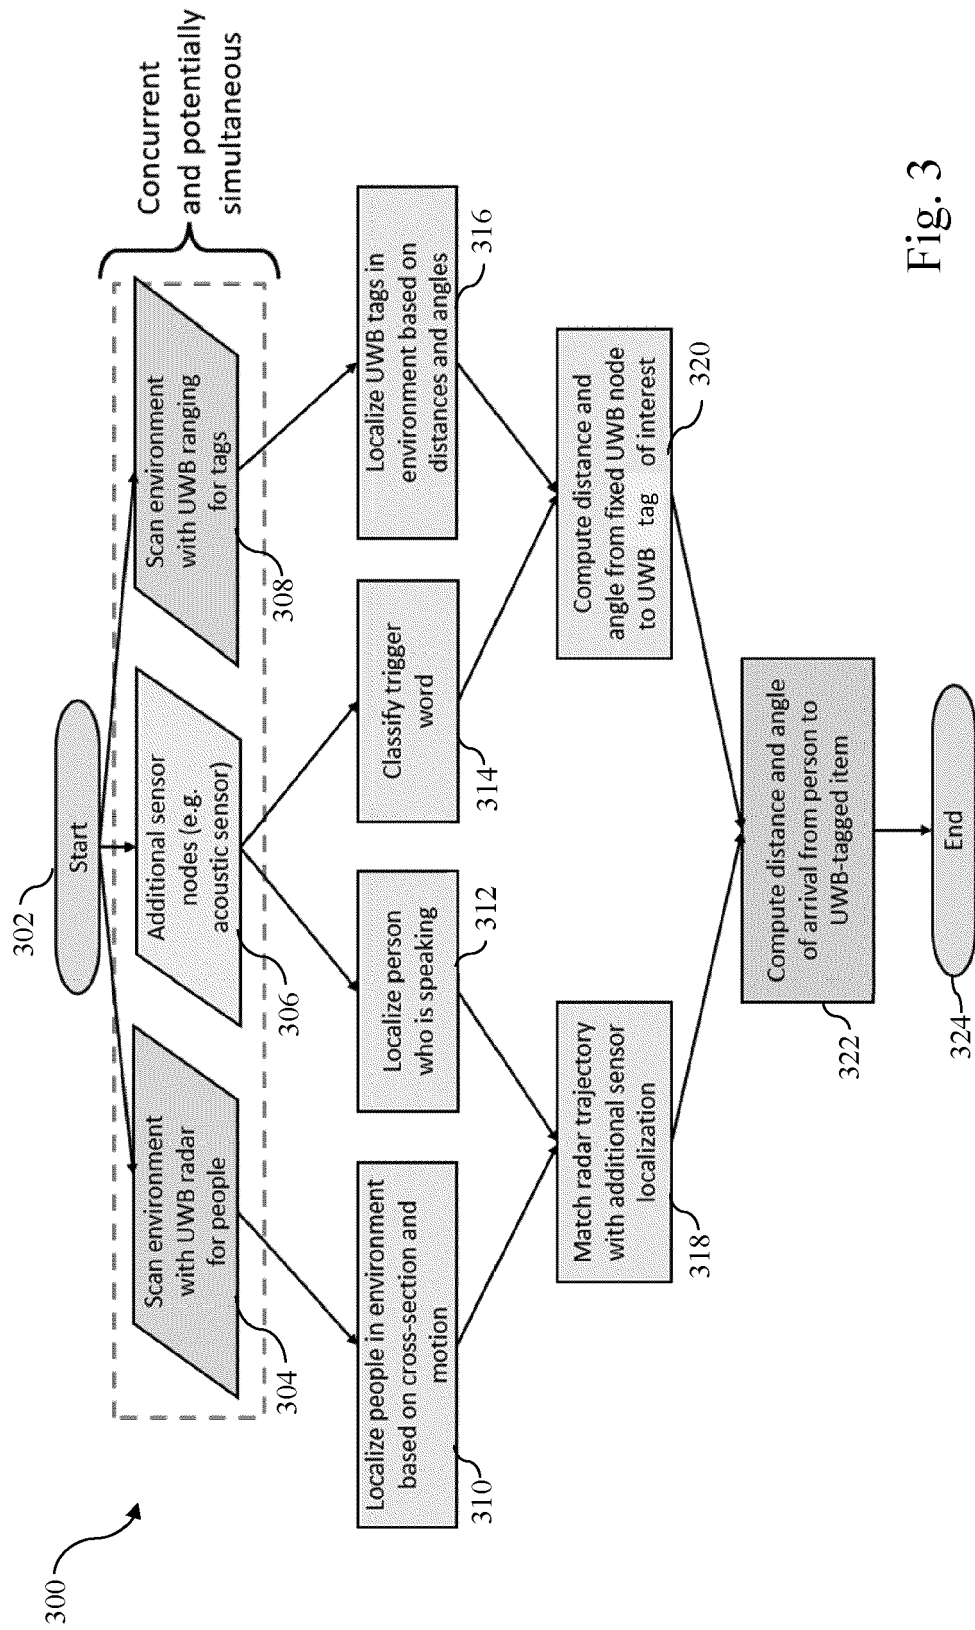 300
302
Start
Concurrent
and potentially
simultaneous
Scan environment
with UWB radar
for people
304
Additional sensor
nodes (e.g.
acoustic sensor)
306
Scan environment
with UWB ranging
for tags
308
Localize people in environment
based on cross-section and
motion
310
Localize person
who is speaking
312
Classify trigger
word
314
Localize UWB tags in
environment based on
distances and angles
316
Match radar trajectory
with additional sensor
localization
318
Compute distance and
angle from fixed UWB node
to UWB tag of interest
320
Compute distance and angle
of arrival from person to
UWB-tagged item
322
End
324
Fig. 3